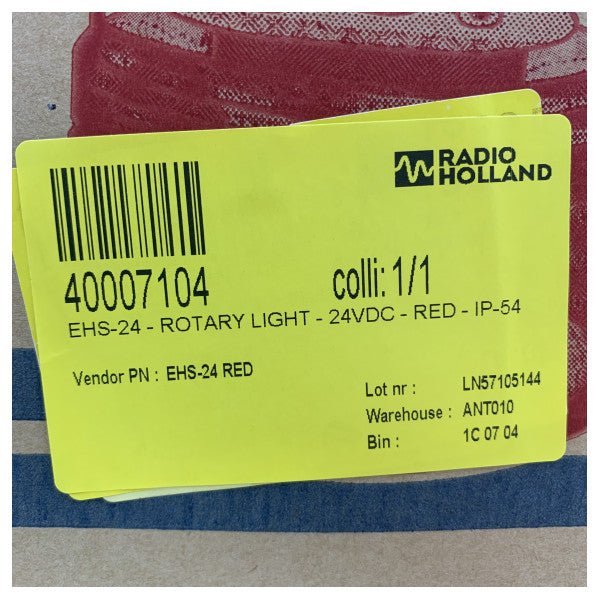 RADIO
HOLLAND
40007104
colli: 1/1
EHS-24 - ROTARY LIGHT - 24VDC - RED - IP-54
Vendor PN : EHS-24 RED
Lot nr : LN57105144
Warehouse : ANT010
Bin : 1C 07 04